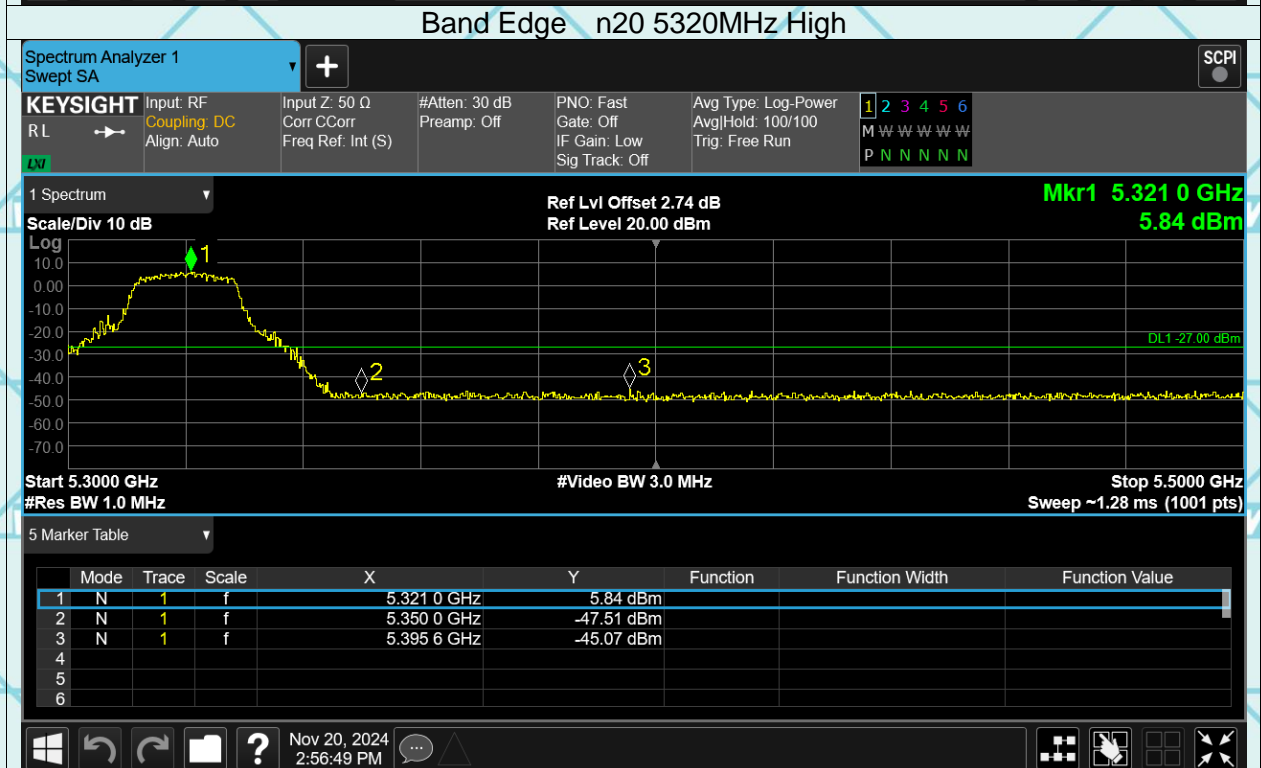 Band Edge n20 5320MHz High
Spectrum Analyzer 1
Swept SA
+
SCPI
KEYSIGHT
R L
LXI
Input: RF
Coupling: DC
Align: Auto
Input Z: 50 Ω
Corr CCorr
Freq Ref: Int (S)
#Atten: 30 dB
Preamp: Off
PNO: Fast
Gate: Off
IF Gain: Low
Sig Track: Off
Avg Type: Log-Power
Avg|Hold: 100/100
Trig: Free Run
1 2 3 4 5 6
M W W W W W
P N N N N N
1 Spectrum
Scale/Div 10 dB
Ref Lvl Offset 2.74 dB
Ref Level 20.00 dBm
Mkr1 5.321 0 GHz
5.84 dBm
Log
10.0
0.00
-10.0
-20.0
-30.0
-40.0
-50.0
-60.0
-70.0
1
2
3
DL1 -27.00 dBm
Start 5.3000 GHz
#Res BW 1.0 MHz
#Video BW 3.0 MHz
Stop 5.5000 GHz
Sweep ~1.28 ms (1001 pts)
5 Marker Table
Mode Trace Scale X Y Function Function Width Function Value
1 N 1 f 5.321 0 GHz 5.84 dBm
2 N 1 f 5.350 0 GHz -47.51 dBm
3 N 1 f 5.395 6 GHz -45.07 dBm
4
5
6
?
Nov 20, 2024
2:56:49 PM